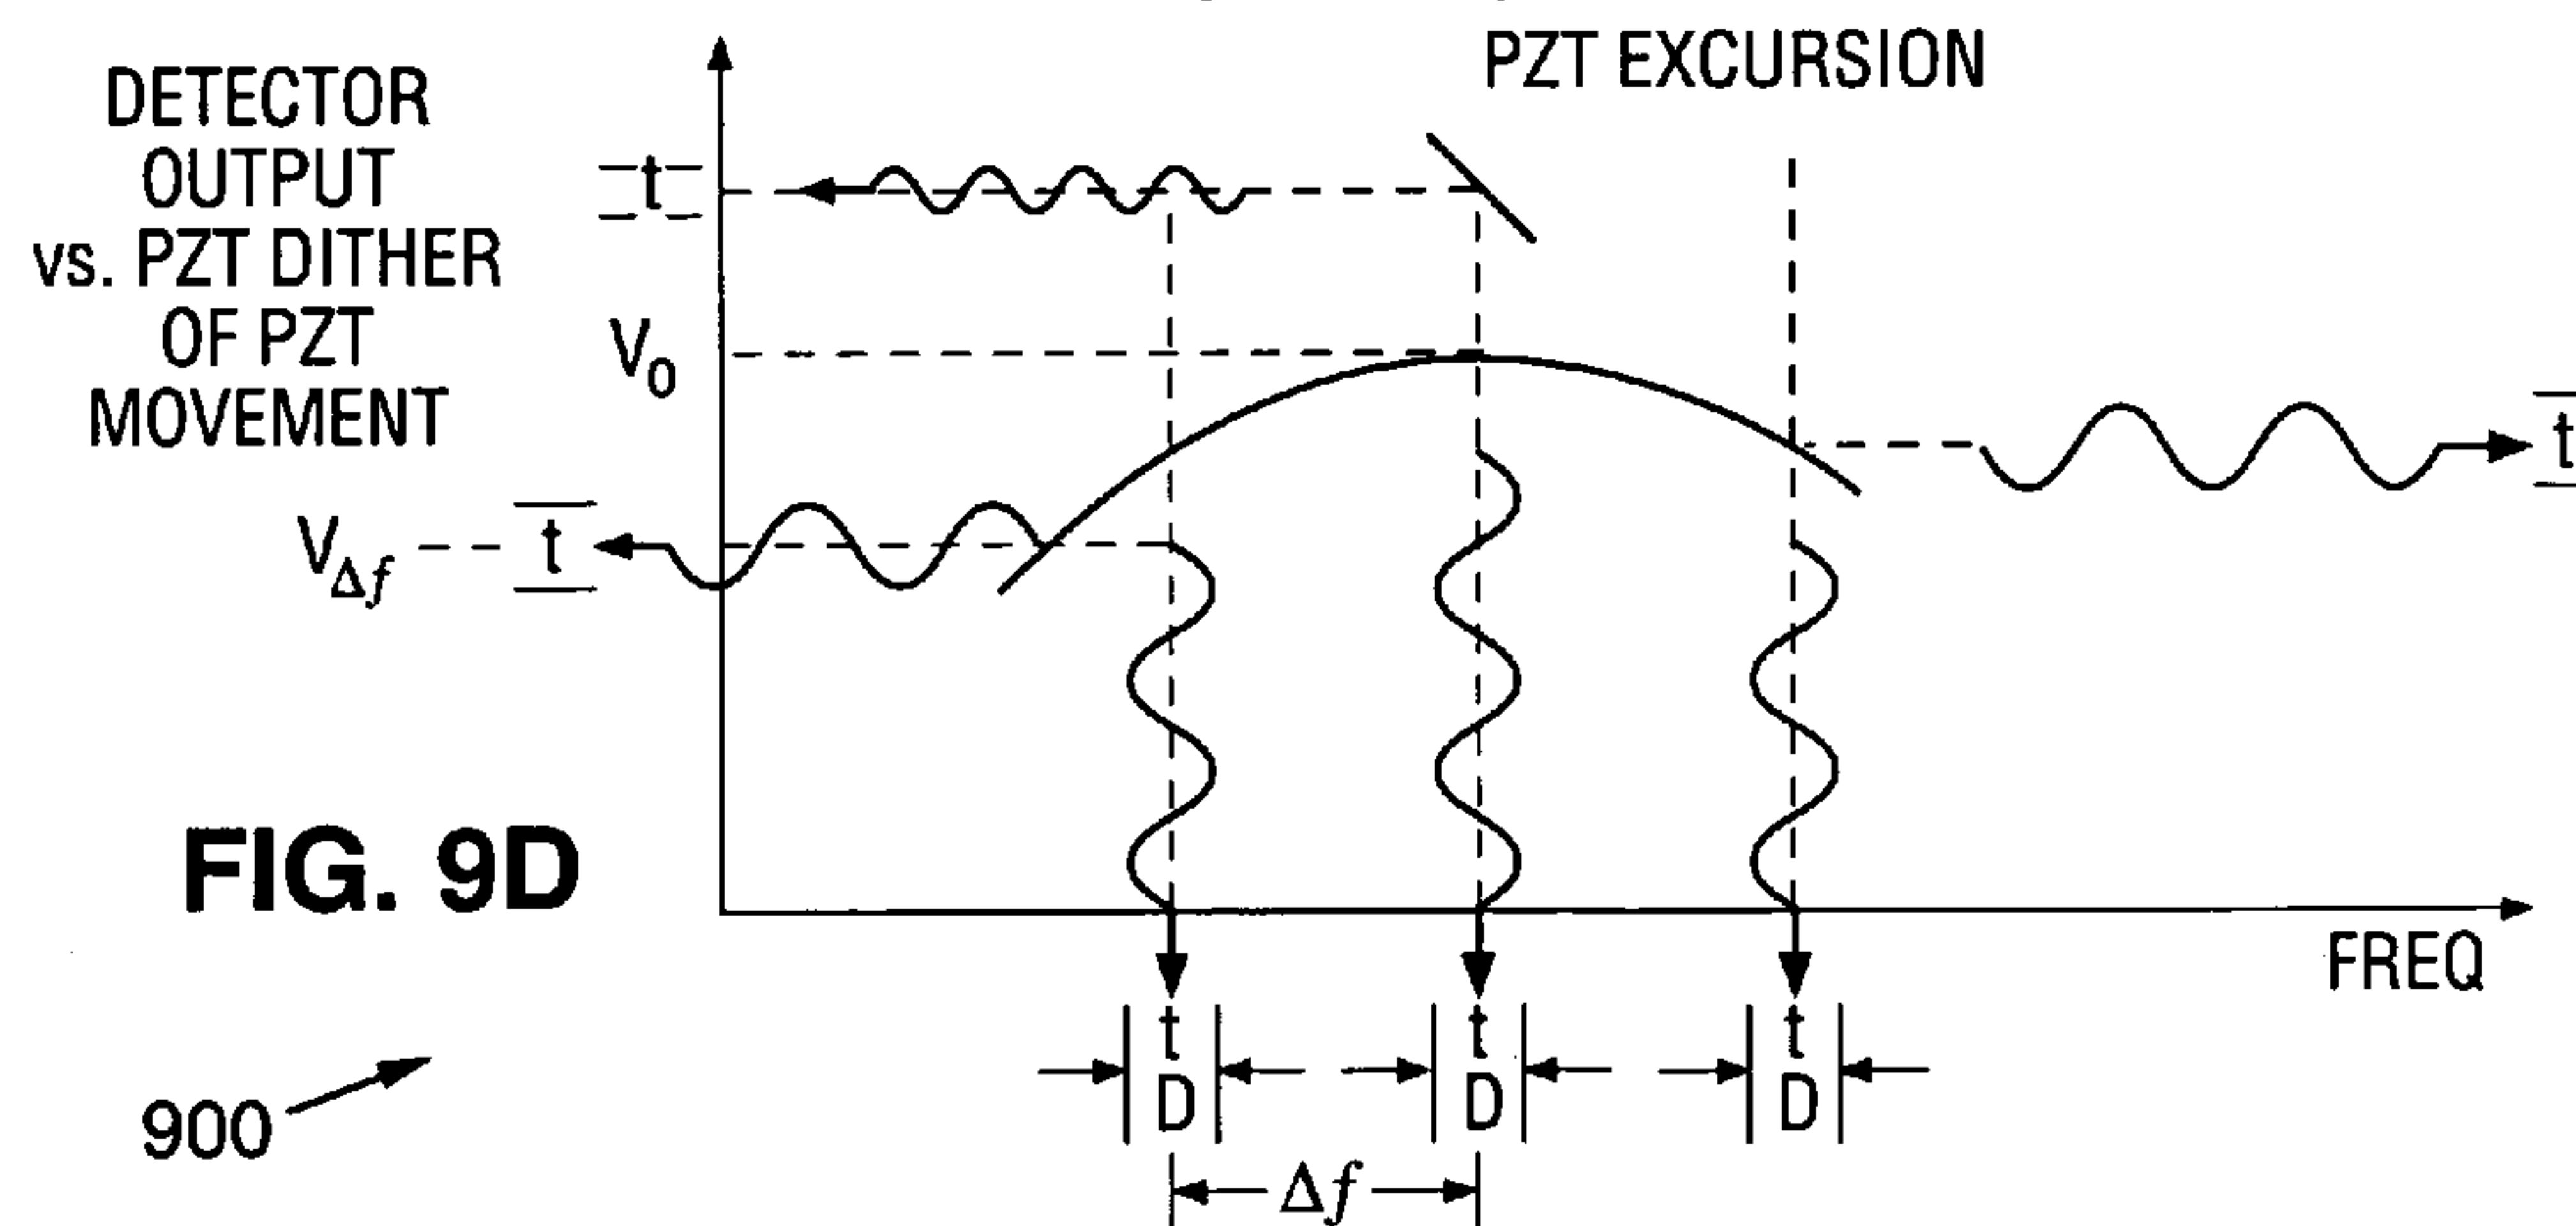 PZT EXCURSION
DETECTOR
OUTPUT
vs. PZT DITHER
OF PZT
MOVEMENT
t
V0
t
VΔf
t
FIG. 9D
FREQ
t t t
D D D
900
Δf